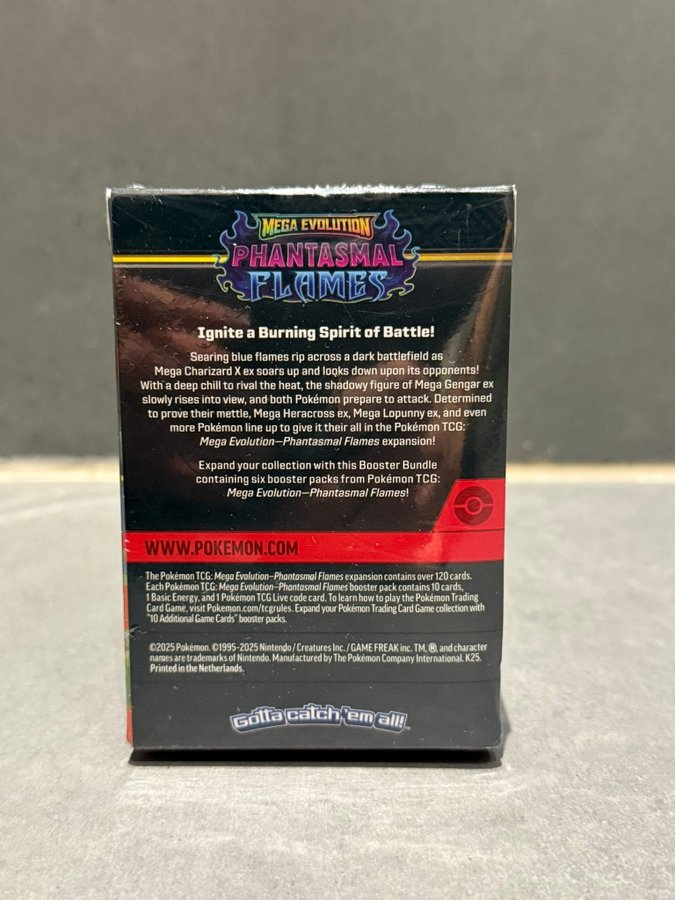 MEGA EVOLUTION
PHANTASMAL
FLAMES
Ignite a Burning Spirit of Battle!
Searing blue flames rip across a dark battlefield as
Mega Charizard X ex soars up and looks down upon its opponents!
With a deep chill to rival the heat, the shadowy figure of Mega Gengar ex
slowly rises into view, and both Pokémon prepare to attack. Determined
to prove their mettle, Mega Heracross ex, Mega Lopunny ex, and even
more Pokémon line up to give it their all in the Pokémon TCG:
Mega Evolution—Phantasmal Flames expansion!
Expand your collection with this Booster Bundle
containing six booster packs from Pokémon TCG:
Mega Evolution—Phantasmal Flames!
WWW.POKEMON.COM
The Pokémon TCG: Mega Evolution—Phantasmal Flames expansion contains over 120 cards.
Each Pokémon TCG: Mega Evolution—Phantasmal Flames booster pack contains 10 cards,
1 Basic Energy, and 1 Pokémon TCG Live code card. To learn how to play the Pokémon Trading
Card Game, visit Pokemon.com/tcgrules. Expand your Pokémon Trading Card Game collection with
"10 Additional Game Cards" booster packs.
©2025 Pokémon. ©1995-2025 Nintendo / Creatures Inc. / GAME FREAK inc. TM, ®, and character
names are trademarks of Nintendo. Manufactured by The Pokémon Company International. K25.
Printed in the Netherlands.
Gotta catch 'em all!™